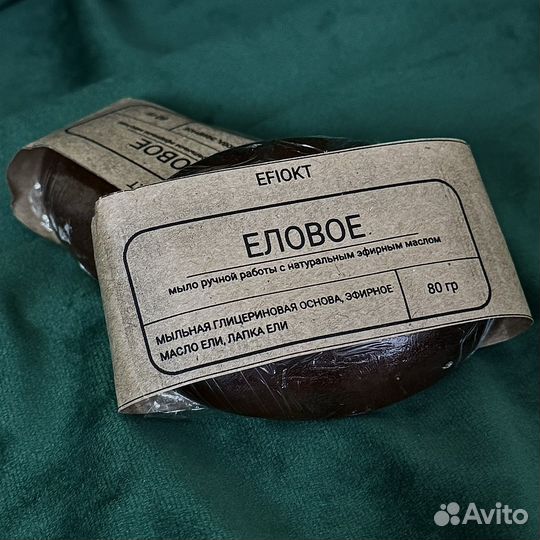 EFIOKT
ЕЛОВОЕ
мыло ручной работы с натуральным эфирным маслом
МЫЛЬНАЯ ГЛИЦЕРИНОВАЯ ОСНОВА, ЭФИРНОЕ
МАСЛО ЕЛИ, ЛАПКА ЕЛИ
80 гр
ЛОВОЕ
Avito